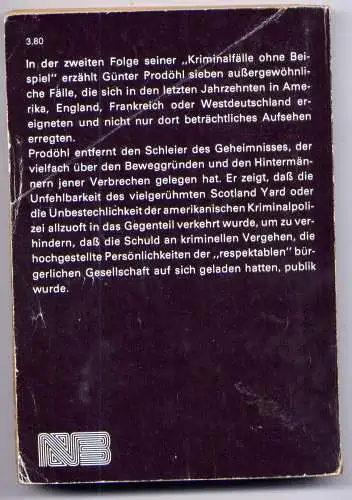 3,80
In der zweiten Folge seiner „Kriminalfälle ohne Bei-
spiel" erzählt Günter Prodöhl sieben außergewöhnli-
che Fälle, die sich in den letzten Jahrzehnten in Ame-
rika, England, Frankreich oder Westdeutschland er-
eigneten und nicht nur dort beträchtliches Aufsehen
erregten.
Prodöhl entfernt den Schleier des Geheimnisses, der
vielfach über den Beweggründen und den Hintermän-
nern jener Verbrechen gelegen hat. Er zeigt, daß die
Unfehlbarkeit des vielgerühmten Scotland Yard oder
die Unbestechlichkeit der amerikanischen Kriminalpoli-
zei allzuoft in das Gegenteil verkehrt wurde, um zu ver-
hindern, daß die Schuld an kriminellen Vergehen, die
hochgestellte Persönlichkeiten der „respektablen" bür-
gerlichen Gesellschaft auf sich geladen hatten, publik
wurde.
NB